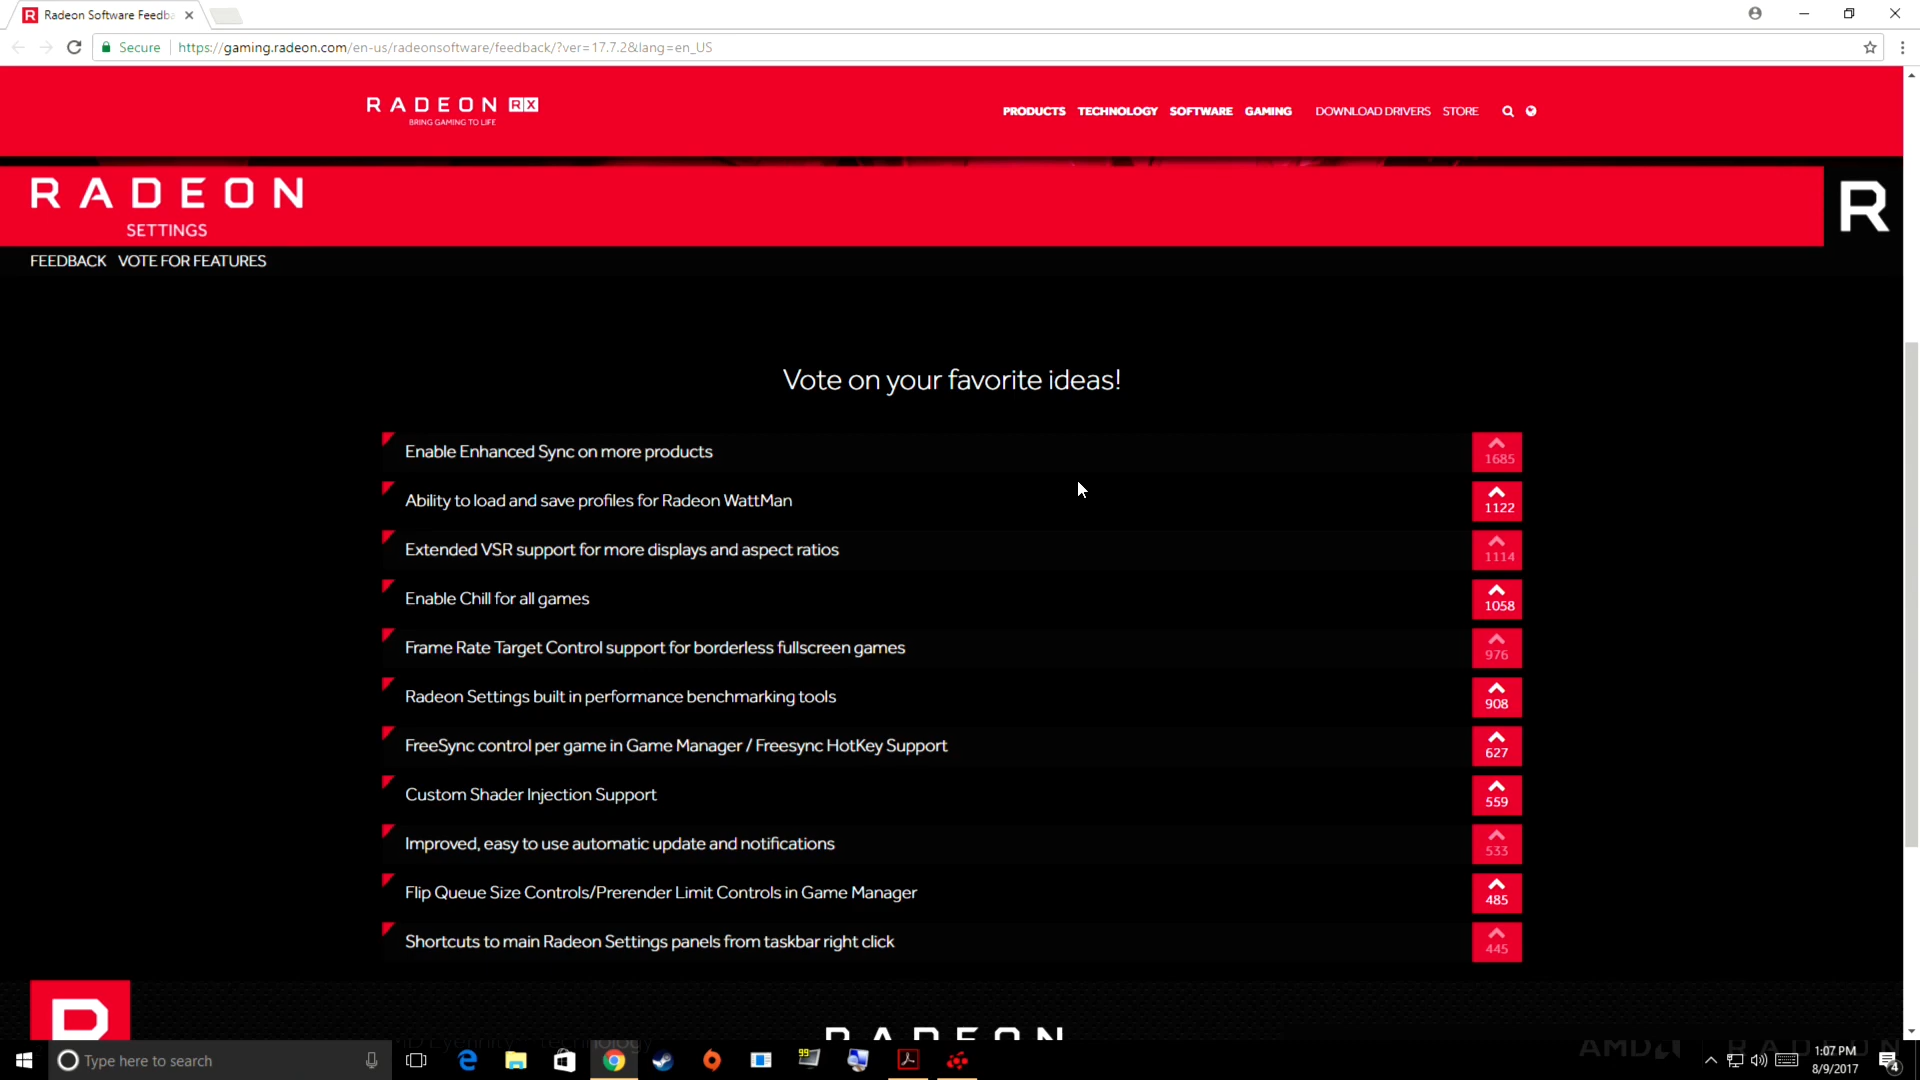 Radeon Software Feedb
Secure https://gaming.radeon.com/en-us/radeonsoftware/feedback/?ver=17.7.2&lang=en_US
RADEON RX
BRING GAMING TO LIFE
PRODUCTS TECHNOLOGY SOFTWARE GAMING DOWNLOAD DRIVERS STORE
RADEON
SETTINGS
R
FEEDBACK VOTE FOR FEATURES
Vote on your favorite ideas!
Enable Enhanced Sync on more products 1685
Ability to load and save profiles for Radeon WattMan 1122
Extended VSR support for more displays and aspect ratios 1114
Enable Chill for all games 1058
Frame Rate Target Control support for borderless fullscreen games 976
Radeon Settings built in performance benchmarking tools 908
FreeSync control per game in Game Manager / Freesync HotKey Support 627
Custom Shader Injection Support 559
Improved, easy to use automatic update and notifications 533
Flip Queue Size Controls/Prerender Limit Controls in Game Manager 485
Shortcuts to main Radeon Settings panels from taskbar right click 445
R
RADEON
AMD RADEON
Type here to search
99
1:07 PM
8/9/2017
4